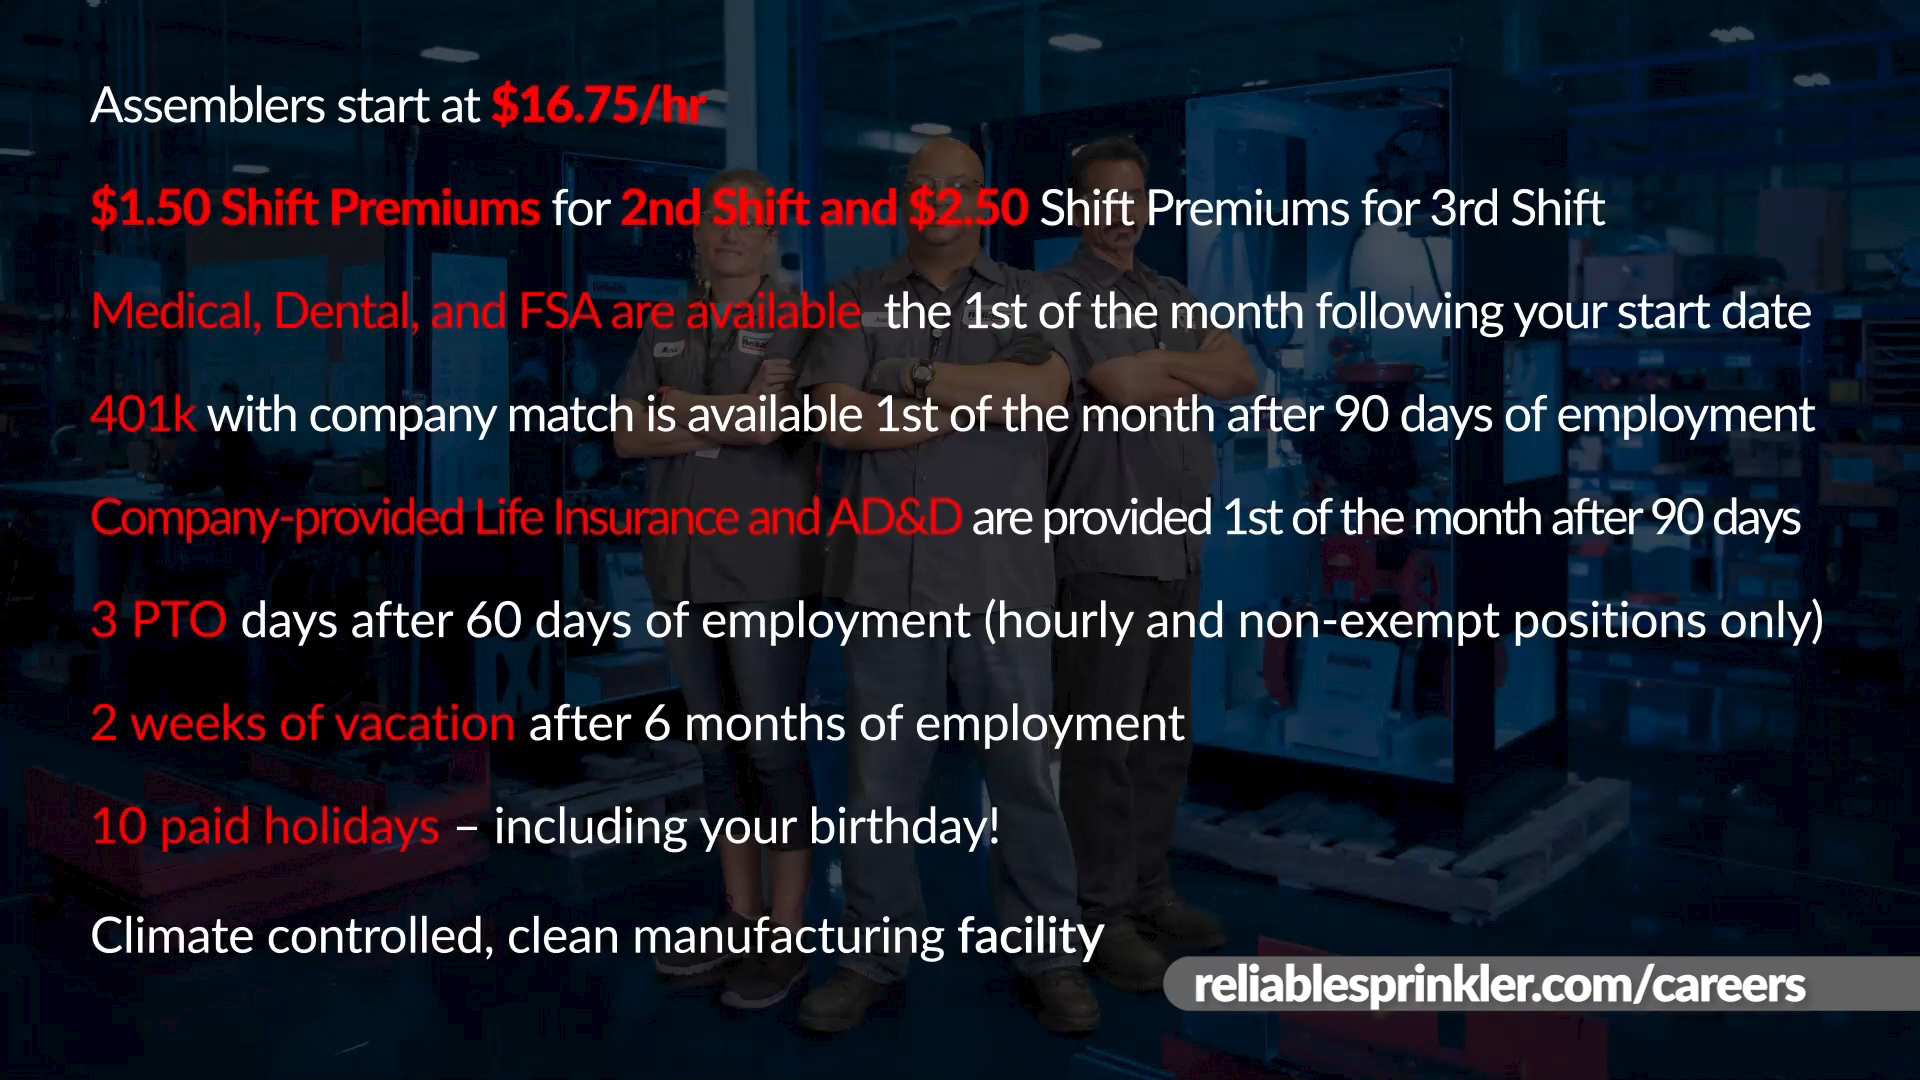 Assemblers start at $16.75/hr
$1.50 Shift Premiums for 2nd Shift and $2.50 Shift Premiums for 3rd Shift
Medical, Dental, and FSA are available the 1st of the month following your start date
401k with company match is available 1st of the month after 90 days of employment
Company-provided Life Insurance and AD&D are provided 1st of the month after 90 days
3 PTO days after 60 days of employment (hourly and non-exempt positions only)
2 weeks of vacation after 6 months of employment
10 paid holidays – including your birthday!
Climate controlled, clean manufacturing facility
reliablesprinkler.com/careers